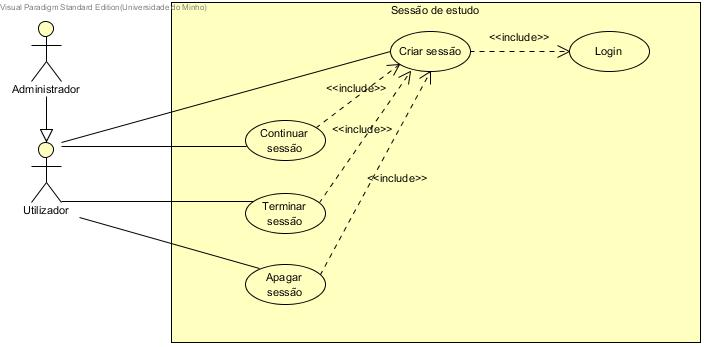 Visual Paradigm Standard Edition(Universidade do Minho)
Sessão de estudo
Criar sessão
<<include>>
Login
Administrador
<<include>>
Continuar
sessão
<<include>>
<<include>>
Utilizador
Terminar
sessão
Apagar
sessão